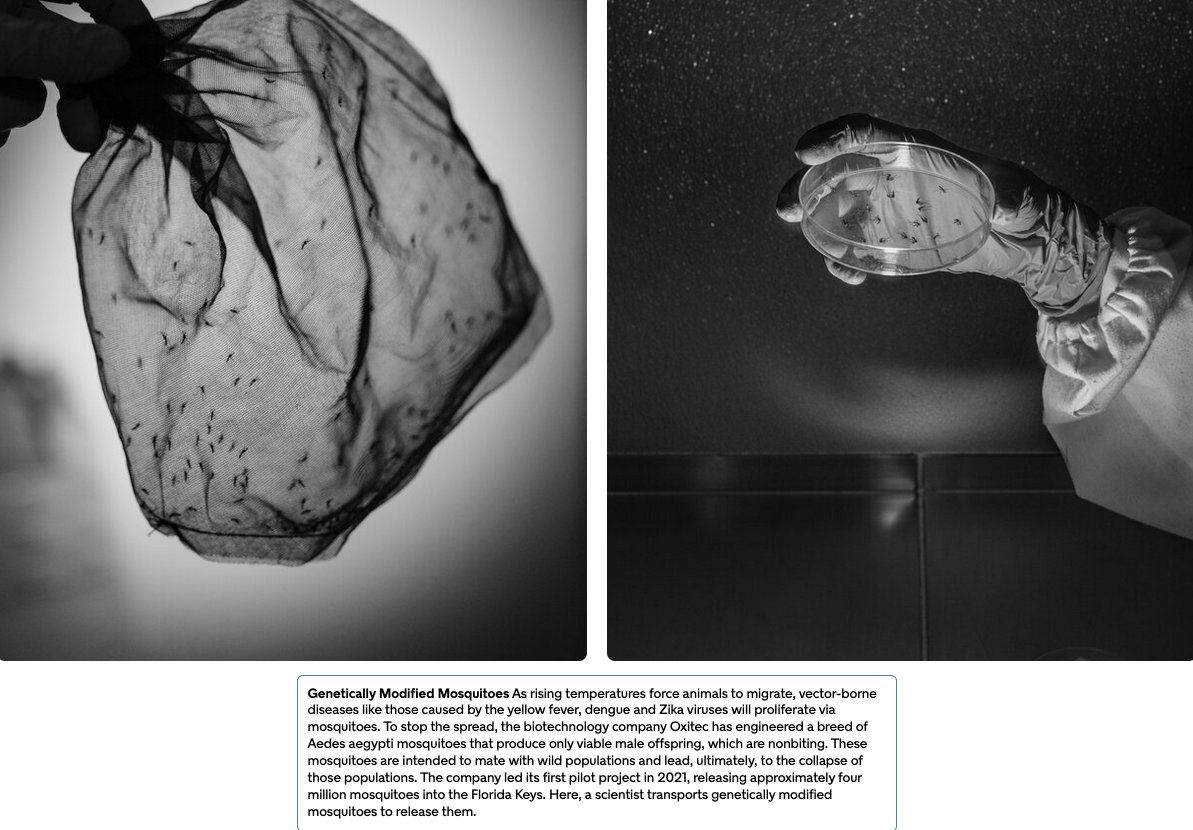 Genetically Modified Mosquitoes As rising temperatures force animals to migrate, vector-borne
diseases like those caused by the yellow fever, dengue and Zika viruses will proliferate via
mosquitoes. To stop the spread, the biotechnology company Oxitec has engineered a breed of
Aedes aegypti mosquitoes that produce only viable male offspring, which are nonbiting. These
mosquitoes are intended to mate with wild populations and lead, ultimately, to the collapse of
those populations. The company led its first pilot project in 2021, releasing approximately four
million mosquitoes into the Florida Keys. Here, a scientist transports genetically modified
mosquitoes to release them.